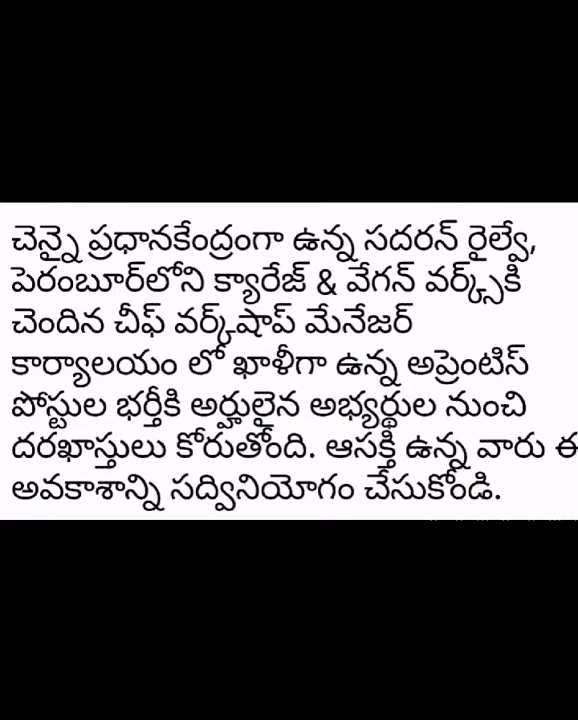 చెన్నై ప్రధానకేంద్రంగా ఉన్న సదరన్ రైల్వే,
పెరంబూర్‌లోని క్యారేజ్ & వేగన్ వర్క్స్‌కి
చెందిన చీఫ్ వర్క్‌షాప్ మేనేజర్
కార్యాలయం లో ఖాళీగా ఉన్న అప్రెంటిస్
పోస్టుల భర్తీకి అర్హులైన అభ్యర్థుల నుంచి
దరఖాస్తులు కోరుతోంది. ఆసక్తి ఉన్న వారు ఈ
అవకాశాన్ని సద్వినియోగం చేసుకోండి.